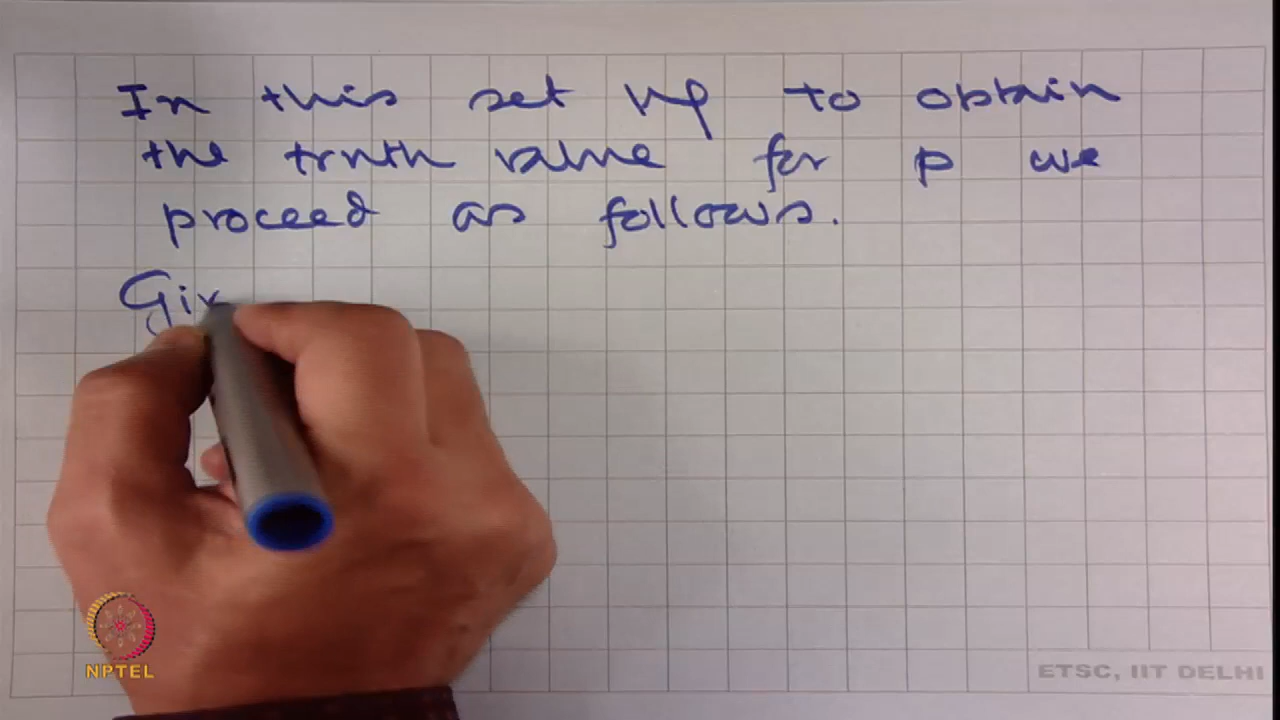 In this set up to obtain
the truth value for p we
proceed as follows.
Giv
NPTEL
ETSC, IIT DELHI